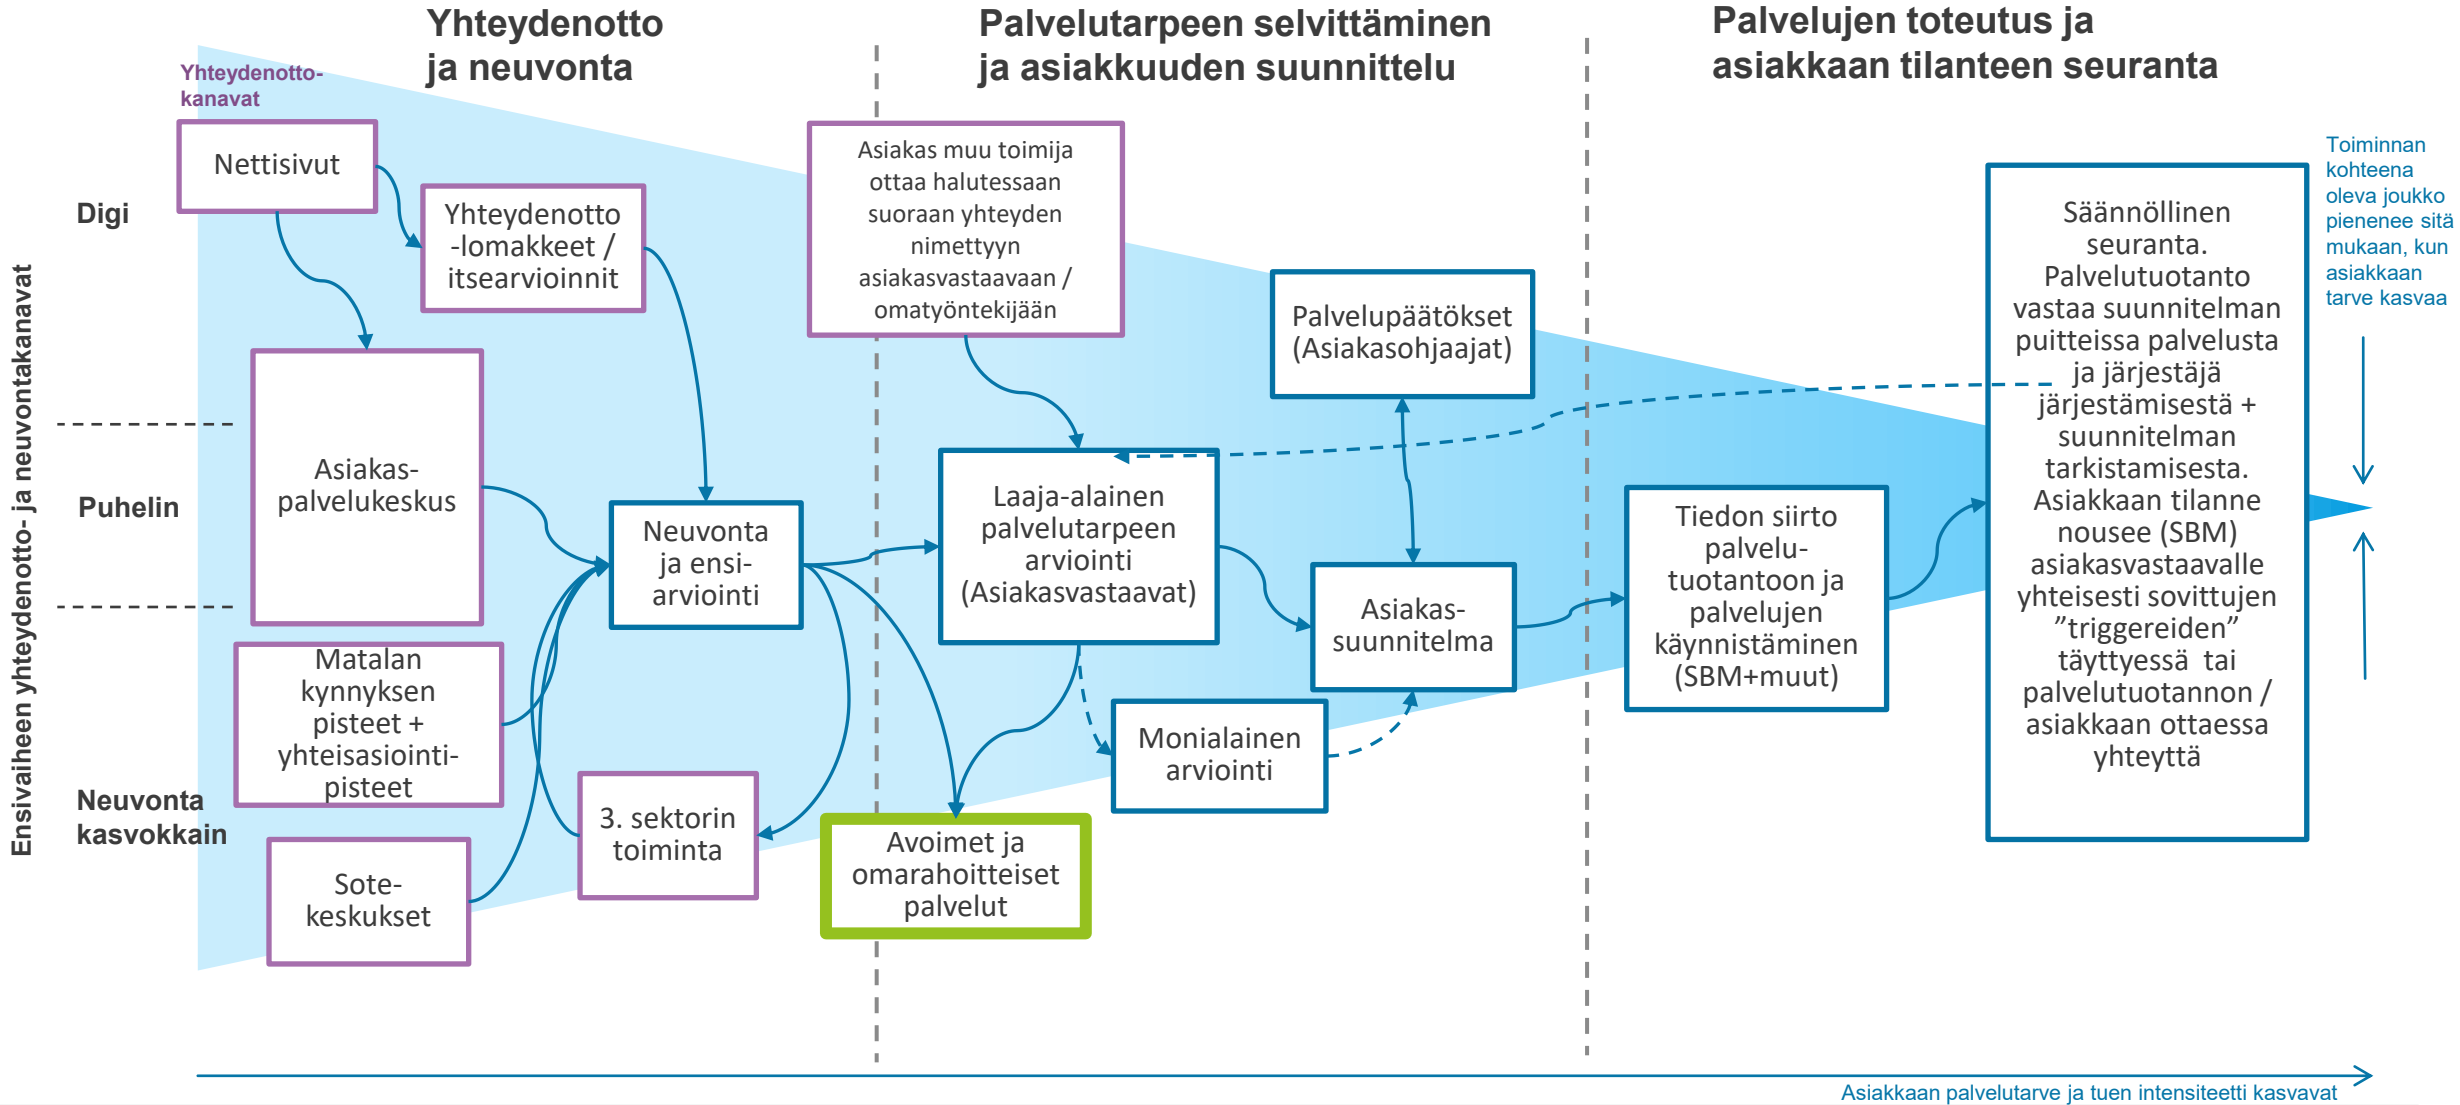 Yhteydenotto
ja neuvonta
Palvelutarpeen selvittäminen
ja asiakkuuden suunnittelu
Palvelujen toteutus ja
asiakkaan tilanteen seuranta
Ensivaiheen yhteydenotto- ja neuvontakanavat
Digi
Puhelin
Neuvonta
kasvokkain
Yhteydenotto-
kanavat
Nettisivut
Yhteydenotto
-lomakkeet /
itsearvioinnit
Asiakas-
palvelukeskus
Matalan
kynnyksen
pisteet +
yhteisasiointi-
pisteet
Sote-
keskukset
Neuvonta
ja ensi-
arviointi
3. sektorin
toiminta
Asiakas muu toimija
ottaa halutessaan
suoraan yhteyden
nimettyyn
asiakasvastaavaan /
omatyöntekijään
Laaja-alainen
palvelutarpeen
arviointi
(Asiakasvastaavat)
Avoimet ja
omarahoitteiset
palvelut
Monialainen
arviointi
Palvelupäätökset
(Asiakasohjaajat)
Asiakas-
suunnitelma
Tiedon siirto
palvelu-
tuotantoon ja
palvelujen
käynnistäminen
(SBM+muut)
Säännöllinen
seuranta.
Palvelutuotanto
vastaa suunnitelman
puitteissa palvelusta
ja järjestäjä
järjestämisestä +
suunnitelman
tarkistamisesta.
Asiakkaan tilanne
nousee (SBM)
asiakasvastaavalle
yhteisesti sovittujen
”triggereiden”
täyttyessä tai
palvelutuotannon /
asiakkaan ottaessa
yhteyttä
Toiminnan
kohteena
oleva joukko
pienenee sitä
mukaan, kun
asiakkaan
tarve kasvaa
Asiakkaan palvelutarve ja tuen intensiteetti kasvavat